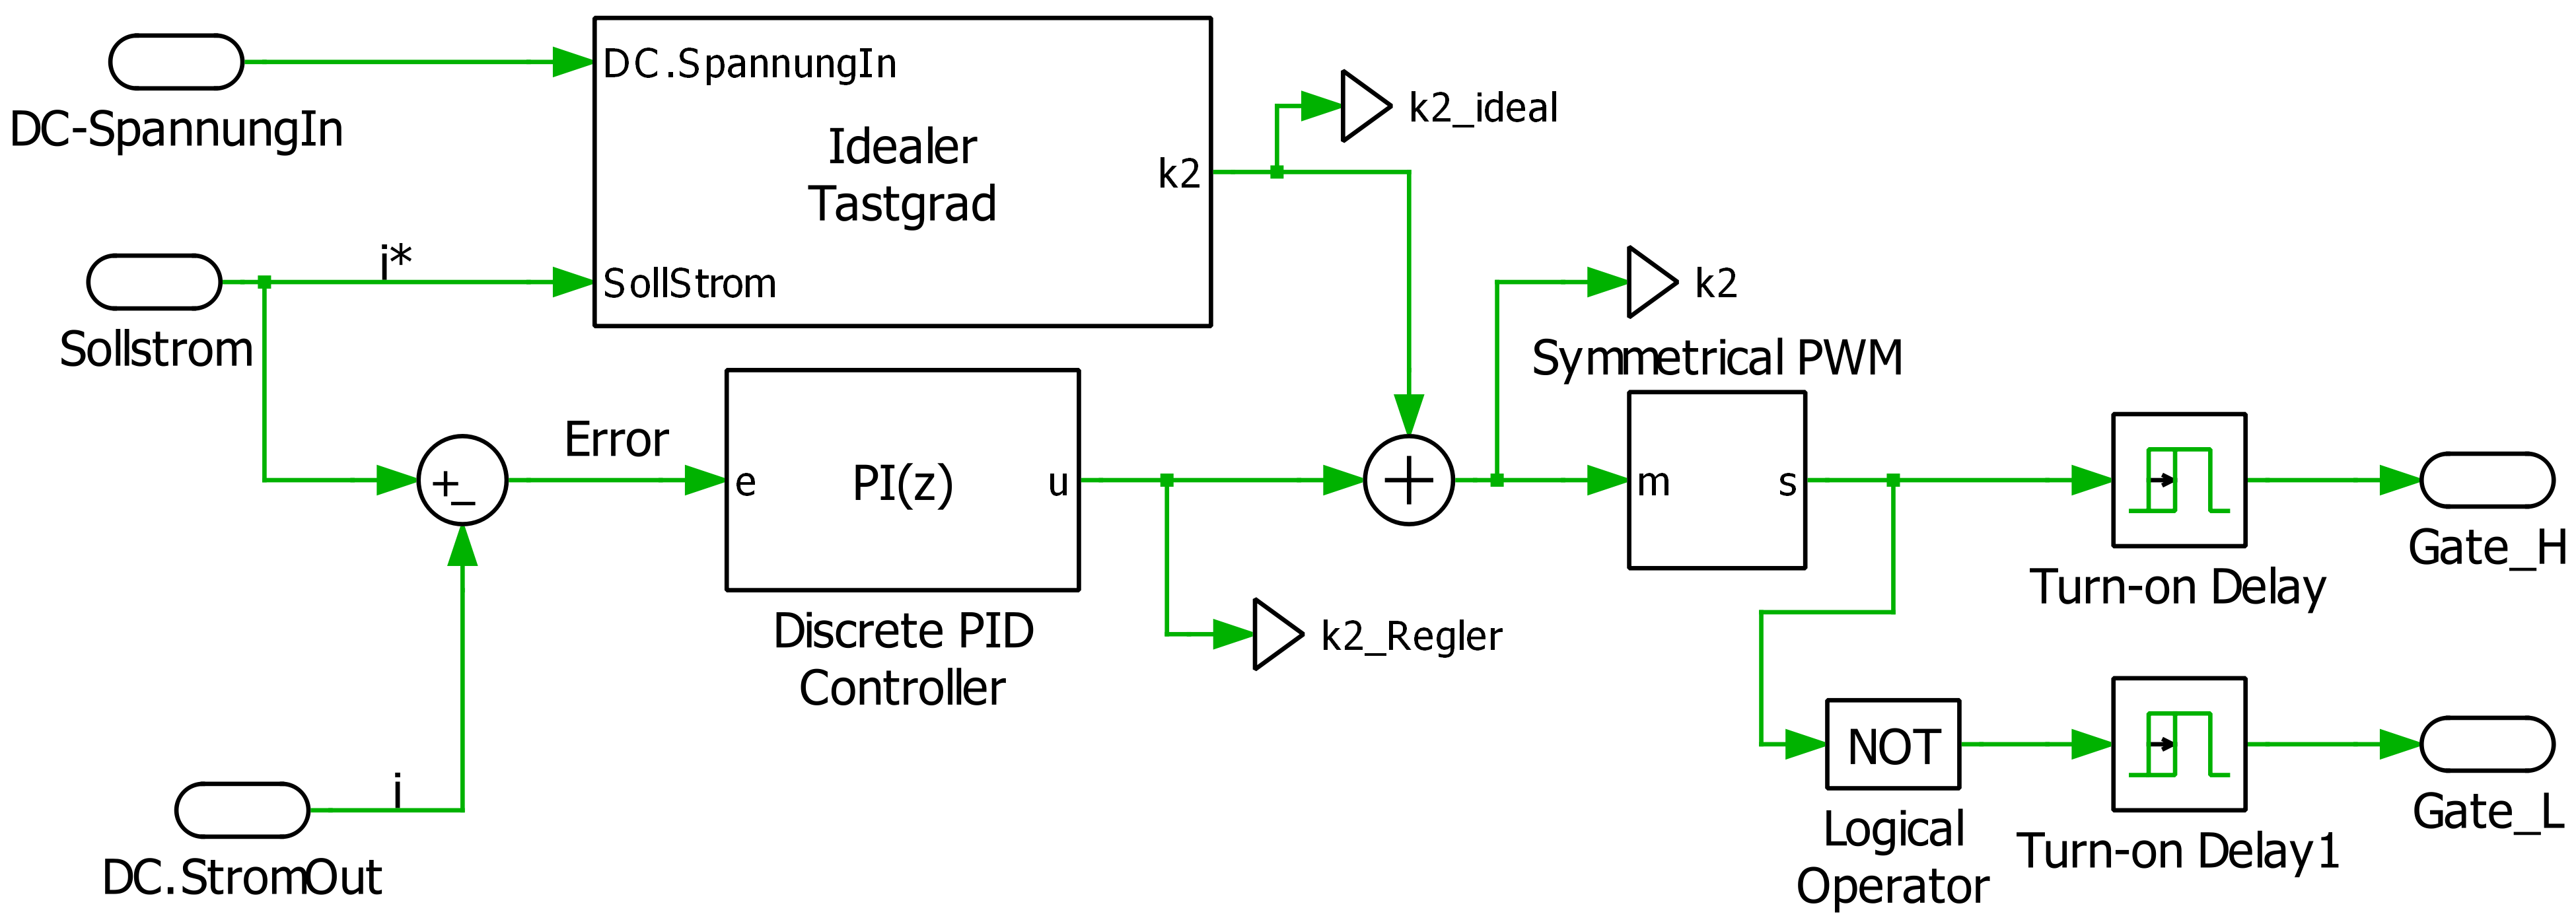 DC-SpannungIn
DC.SpannungIn
Idealer
Tastgrad
k2
k2_ideal
i*
SollStrom
Sollstrom
k2
Symmetrical PWM
Error
+
−
e
PI(z)
u
+
m
s
Gate_H
Turn-on Delay
Discrete PID
Controller
k2_Regler
NOT
Logical
Operator
Turn-on Delay1
Gate_L
i
DC.StromOut